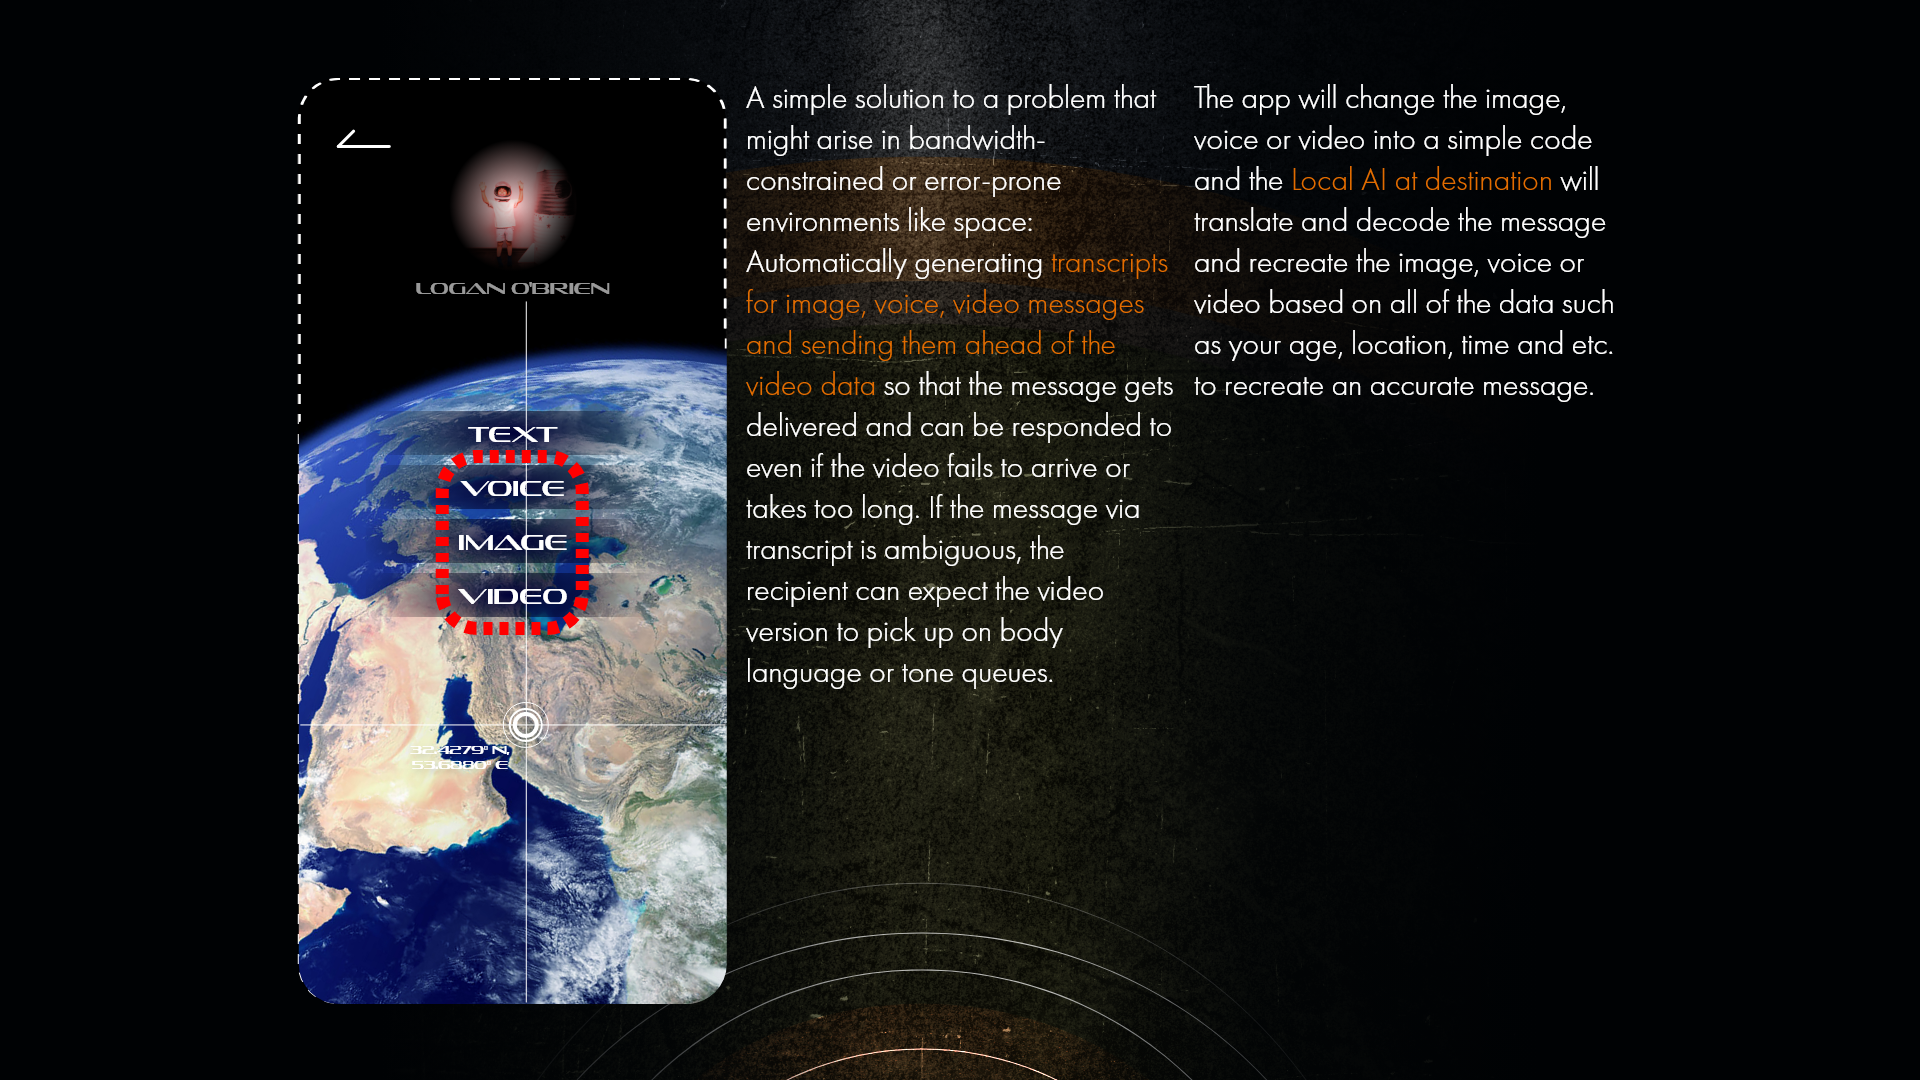 LOGAN O'BRIEN
TEXT
VOICE
IMAGE
VIDEO
32.4279° N,
53.6880° E
A simple solution to a problem that
might arise in bandwidth-
constrained or error-prone
environments like space:
Automatically generating transcripts
for image, voice, video messages
and sending them ahead of the
video data so that the message gets
delivered and can be responded to
even if the video fails to arrive or
takes too long. If the message via
transcript is ambiguous, the
recipient can expect the video
version to pick up on body
language or tone queues.
The app will change the image,
voice or video into a simple code
and the Local AI at destination will
translate and decode the message
and recreate the image, voice or
video based on all of the data such
as your age, location, time and etc.
to recreate an accurate message.